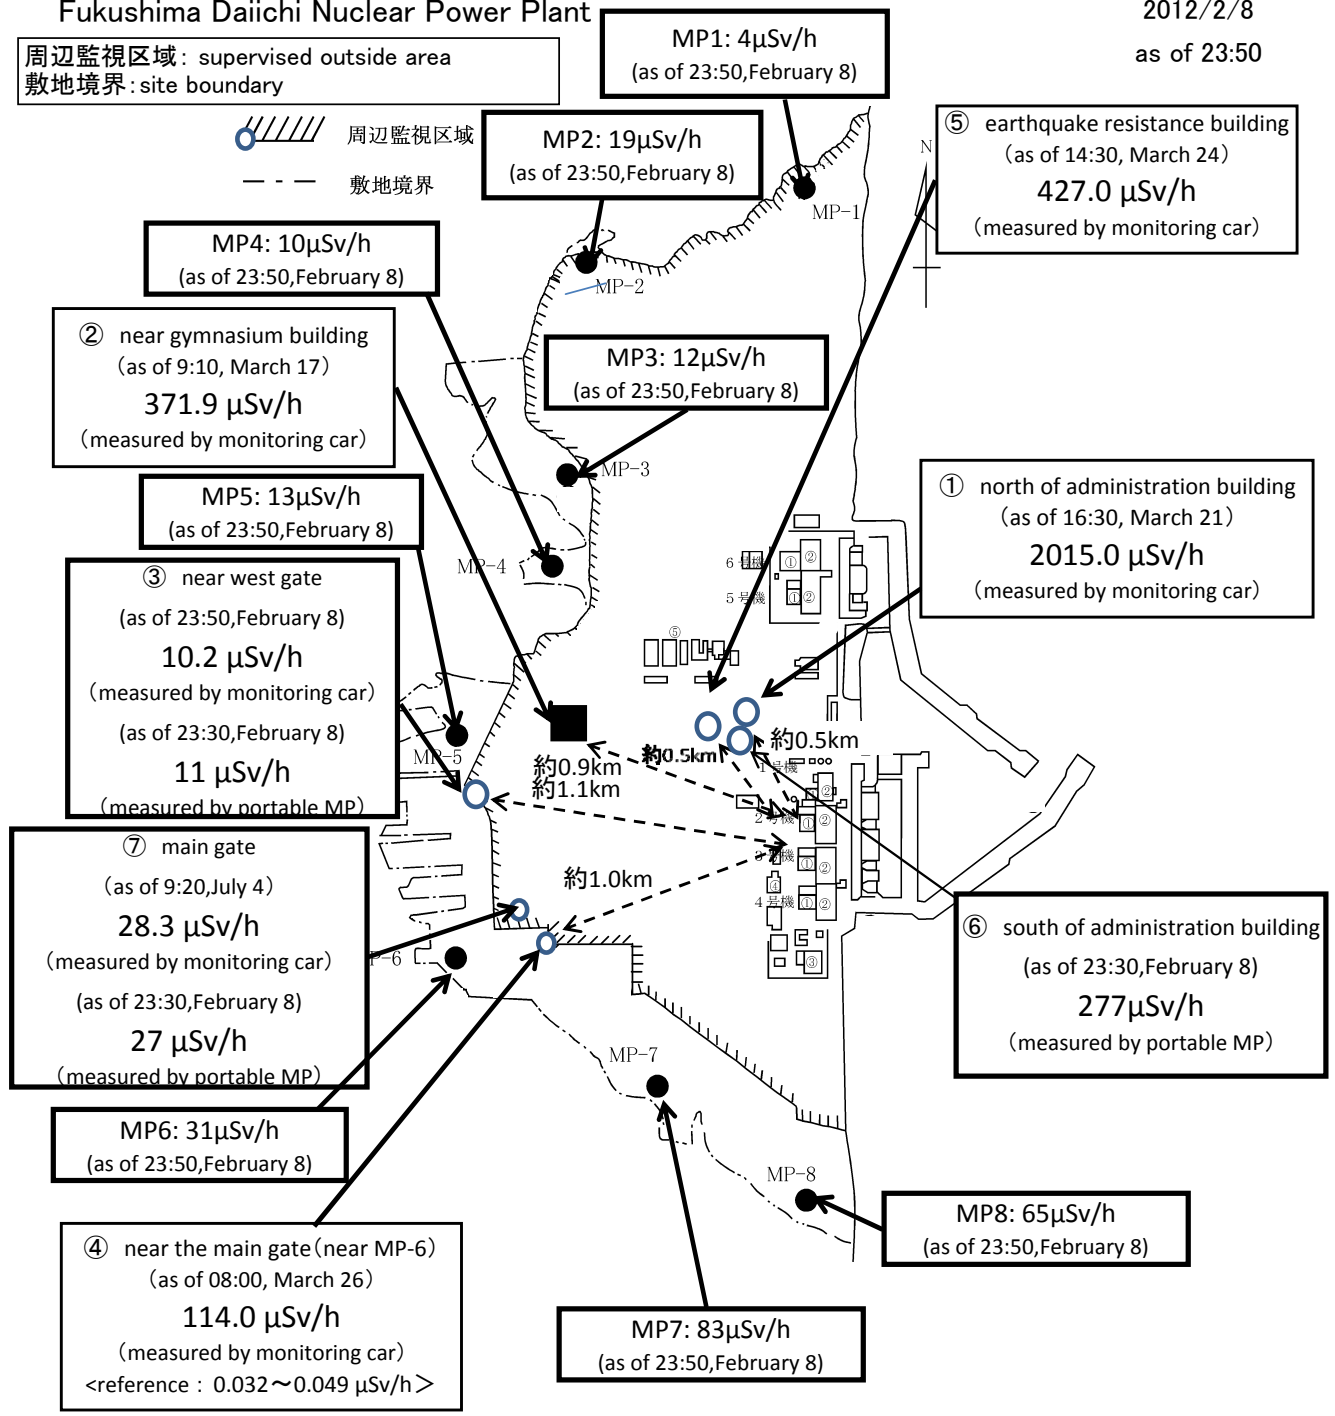 Fukushima Daiichi Nuclear Power Plant
2012/2/8
as of 23:50
周辺監視区域: supervised outside area
敷地境界:site boundary
周辺監視区域
敷地境界
MP1: 4μSv/h
(as of 23:50,February 8)
MP2: 19μSv/h
(as of 23:50,February 8)
⑤ earthquake resistance building
(as of 14:30, March 24)
427.0 μSv/h
(measured by monitoring car)
N
MP-1
MP4: 10μSv/h
(as of 23:50,February 8)
MP-2
② near gymnasium building
(as of 9:10, March 17)
371.9 μSv/h
(measured by monitoring car)
MP3: 12μSv/h
(as of 23:50,February 8)
MP-3
MP5: 13μSv/h
(as of 23:50,February 8)
① north of administration building
(as of 16:30, March 21)
2015.0 μSv/h
(measured by monitoring car)
MP-4
6号機
① ②
5号機
① ②
⑤
③ near west gate
(as of 23:50,February 8)
10.2 μSv/h
(measured by monitoring car)
(as of 23:30,February 8)
11 μSv/h
(measured by portable MP)
MP-5
約0.9km
約1.1km
約0.5km
約0.5km
1号機
②
2号機
① ②
3号機
① ②
④
4号機
① ②
③
約1.0km
⑦ main gate
(as of 9:20,July 4)
28.3 μSv/h
(measured by monitoring car)
(as of 23:30,February 8)
27 μSv/h
(measured by portable MP)
P-6
⑥ south of administration building
(as of 23:30,February 8)
277μSv/h
(measured by portable MP)
MP-7
MP6: 31μSv/h
(as of 23:50,February 8)
MP-8
MP8: 65μSv/h
(as of 23:50,February 8)
④ near the main gate(near MP-6)
(as of 08:00, March 26)
114.0 μSv/h
(measured by monitoring car)
<reference : 0.032～0.049 μSv/h>
MP7: 83μSv/h
(as of 23:50,February 8)